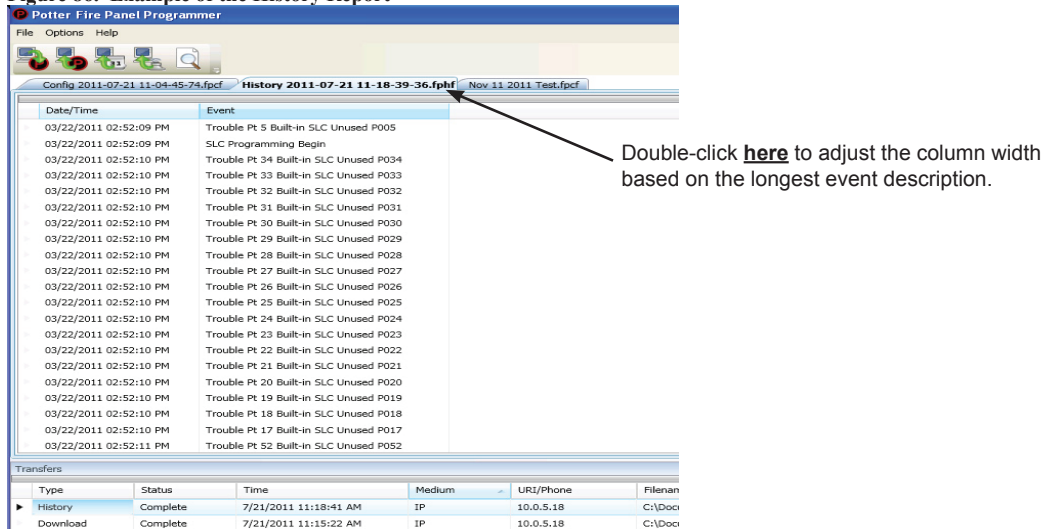 Figure 60. Example of the History Report
Potter Fire Panel Programmer
File Options Help
Config 2011-07-21 11-04-45-74.fpcf History 2011-07-21 11-18-39-36.fphf Nov 11 2011 Test.fpcf
Date/Time Event
03/22/2011 02:52:09 PM Trouble Pt 5 Built-in SLC Unused P005
03/22/2011 02:52:09 PM SLC Programming Begin
03/22/2011 02:52:10 PM Trouble Pt 34 Built-in SLC Unused P034
Double-click here to adjust the column width
based on the longest event description.
03/22/2011 02:52:10 PM Trouble Pt 33 Built-in SLC Unused P033
03/22/2011 02:52:10 PM Trouble Pt 32 Built-in SLC Unused P032
03/22/2011 02:52:10 PM Trouble Pt 31 Built-in SLC Unused P031
03/22/2011 02:52:10 PM Trouble Pt 30 Built-in SLC Unused P030
03/22/2011 02:52:10 PM Trouble Pt 29 Built-in SLC Unused P029
03/22/2011 02:52:10 PM Trouble Pt 28 Built-in SLC Unused P028
03/22/2011 02:52:10 PM Trouble Pt 27 Built-in SLC Unused P027
03/22/2011 02:52:10 PM Trouble Pt 26 Built-in SLC Unused P026
03/22/2011 02:52:10 PM Trouble Pt 25 Built-in SLC Unused P025
03/22/2011 02:52:10 PM Trouble Pt 24 Built-in SLC Unused P024
03/22/2011 02:52:10 PM Trouble Pt 23 Built-in SLC Unused P023
03/22/2011 02:52:10 PM Trouble Pt 22 Built-in SLC Unused P022
03/22/2011 02:52:10 PM Trouble Pt 21 Built-in SLC Unused P021
03/22/2011 02:52:10 PM Trouble Pt 20 Built-in SLC Unused P020
03/22/2011 02:52:10 PM Trouble Pt 19 Built-in SLC Unused P019
03/22/2011 02:52:10 PM Trouble Pt 18 Built-in SLC Unused P018
03/22/2011 02:52:10 PM Trouble Pt 17 Built-in SLC Unused P017
03/22/2011 02:52:11 PM Trouble Pt 52 Built-in SLC Unused P052
Transfers
Type Status Time Medium URI/Phone Filenam
History Complete 7/21/2011 11:18:41 AM IP 10.0.5.18 C:\Docu
Download Complete 7/21/2011 11:15:22 AM IP 10.0.5.18 C:\Docu